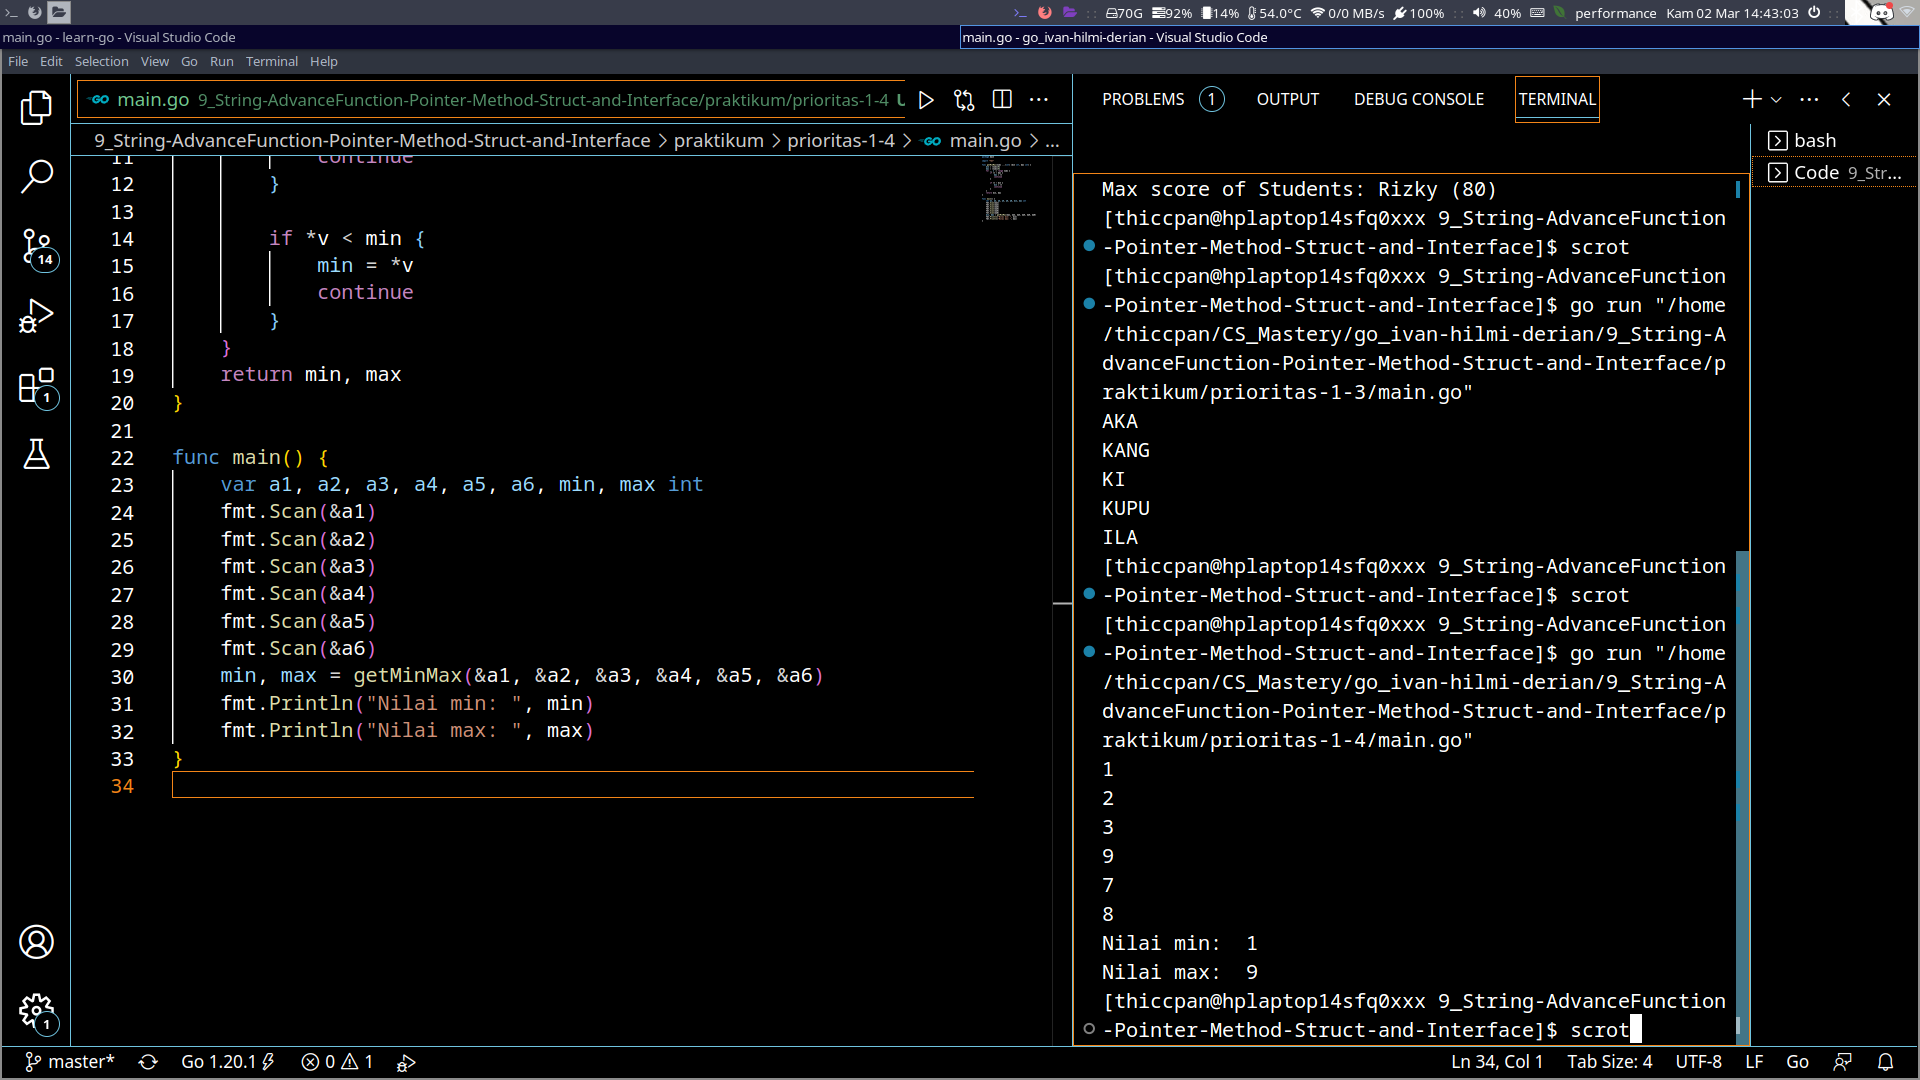 70G 92% 14% 54.0°C 0/0 MB/s 100% 40% performance Kam 02 Mar 14:43:03
main.go - learn-go - Visual Studio Code
main.go - go_ivan-hilmi-derian - Visual Studio Code
File Edit Selection View Go Run Terminal Help
main.go 9_String-AdvanceFunction-Pointer-Method-Struct-and-Interface/praktikum/prioritas-1-4 U
9_String-AdvanceFunction-Pointer-Method-Struct-and-Interface > praktikum > prioritas-1-4 > main.go > ...
11 continue
12 }
13
14 if *v < min {
15 min = *v
16 continue
17 }
18 }
19 return min, max
20 }
21
22 func main() {
23 var a1, a2, a3, a4, a5, a6, min, max int
24 fmt.Scan(&a1)
25 fmt.Scan(&a2)
26 fmt.Scan(&a3)
27 fmt.Scan(&a4)
28 fmt.Scan(&a5)
29 fmt.Scan(&a6)
30 min, max = getMinMax(&a1, &a2, &a3, &a4, &a5, &a6)
31 fmt.Println("Nilai min: ", min)
32 fmt.Println("Nilai max: ", max)
33 }
34
14
1
1
PROBLEMS 1 OUTPUT DEBUG CONSOLE TERMINAL
Max score of Students: Rizky (80)
[thiccpan@hplaptop14sfq0xxx 9_String-AdvanceFunction
-Pointer-Method-Struct-and-Interface]$ scrot
[thiccpan@hplaptop14sfq0xxx 9_String-AdvanceFunction
-Pointer-Method-Struct-and-Interface]$ go run "/home
/thiccpan/CS_Mastery/go_ivan-hilmi-derian/9_String-A
dvanceFunction-Pointer-Method-Struct-and-Interface/p
raktikum/prioritas-1-3/main.go"
AKA
KANG
KI
KUPU
ILA
[thiccpan@hplaptop14sfq0xxx 9_String-AdvanceFunction
-Pointer-Method-Struct-and-Interface]$ scrot
[thiccpan@hplaptop14sfq0xxx 9_String-AdvanceFunction
-Pointer-Method-Struct-and-Interface]$ go run "/home
/thiccpan/CS_Mastery/go_ivan-hilmi-derian/9_String-A
dvanceFunction-Pointer-Method-Struct-and-Interface/p
raktikum/prioritas-1-4/main.go"
1
2
3
9
7
8
Nilai min:  1
Nilai max:  9
[thiccpan@hplaptop14sfq0xxx 9_String-AdvanceFunction
-Pointer-Method-Struct-and-Interface]$ scrot
bash
Code 9_Str...
master* Go 1.20.1 0 1
Ln 34, Col 1 Tab Size: 4 UTF-8 LF Go